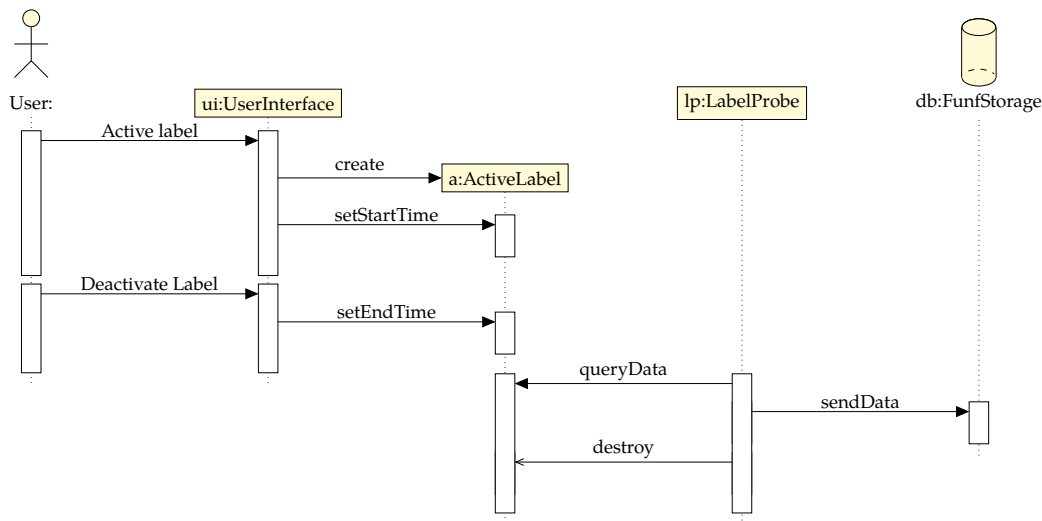 User:
ui:UserInterface
lp:LabelProbe
db:FunfStorage
Active label
create
a:ActiveLabel
setStartTime
Deactivate Label
setEndTime
queryData
sendData
destroy